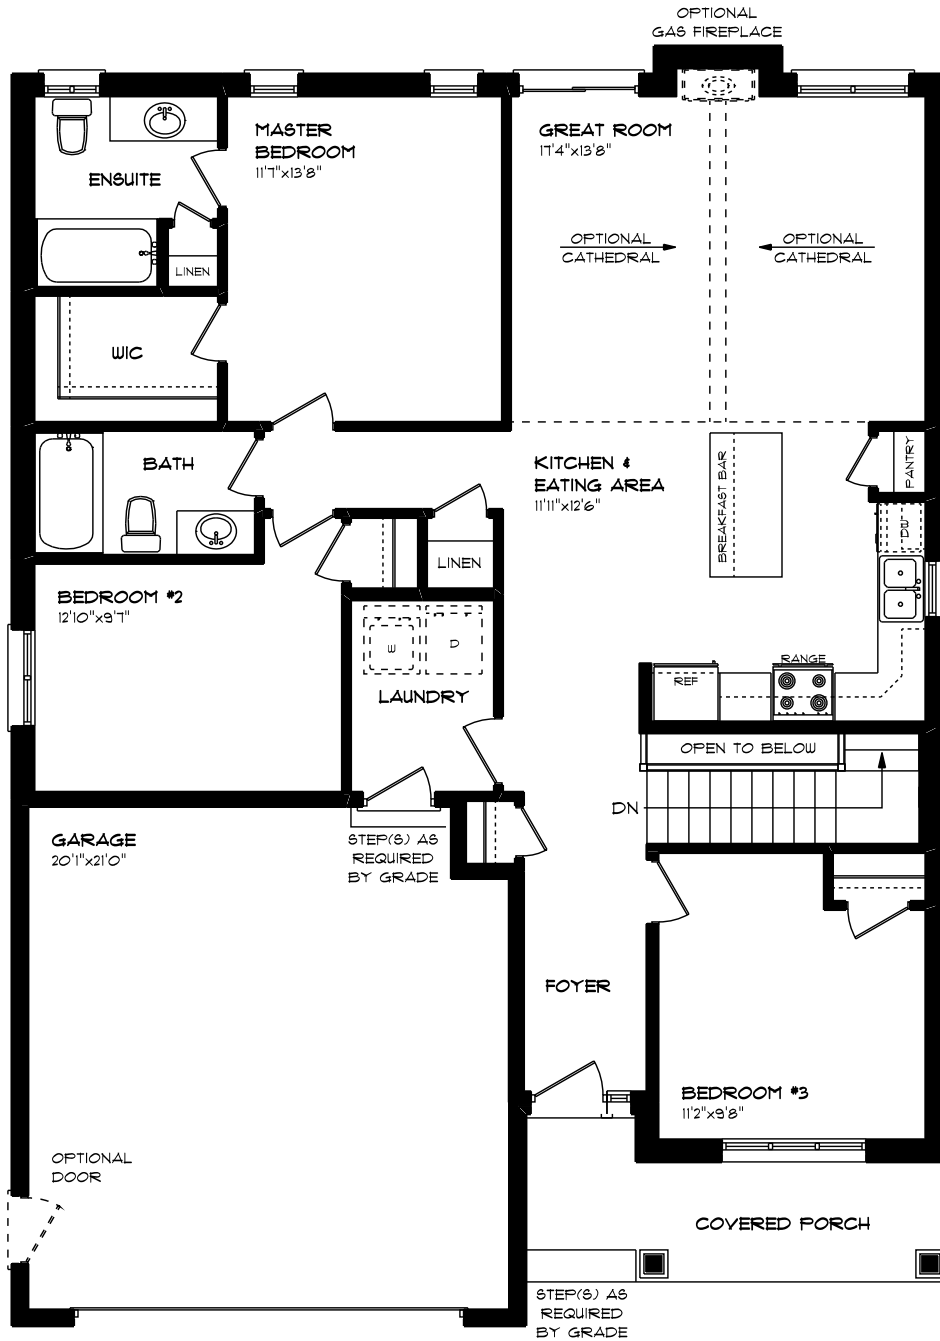 OPTIONAL
GAS FIREPLACE
MASTER
BEDROOM
11'7"x13'8"
GREAT ROOM
17'4"x13'8"
ENSUITE
LINEN
OPTIONAL
CATHEDRAL
OPTIONAL
CATHEDRAL
WIC
BATH
KITCHEN &
EATING AREA
11'11"x12'6"
BREAKFAST BAR
PANTRY
DW
LINEN
BEDROOM #2
12'10"x9'7"
W
D
LAUNDRY
RANGE
REF
OPEN TO BELOW
DN
GARAGE
20'1"x21'0"
STEP(S) AS
REQUIRED
BY GRADE
FOYER
BEDROOM #3
11'2"x9'8"
OPTIONAL
DOOR
COVERED PORCH
STEP(S) AS
REQUIRED
BY GRADE